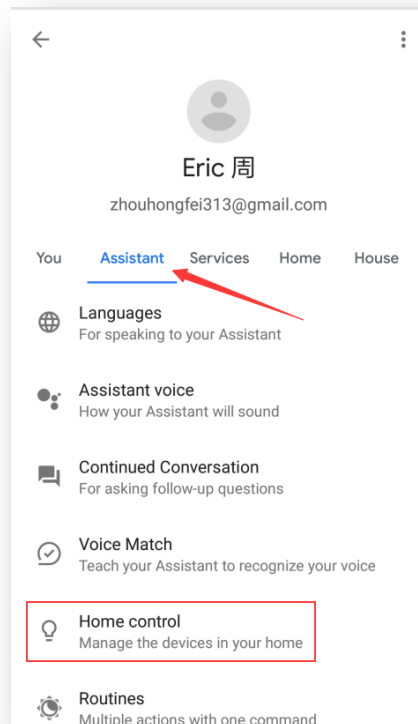 Eric 周
zhouhongfei313@gmail.com
You Assistant Services Home House
Languages
For speaking to your Assistant
Assistant voice
How your Assistant will sound
Continued Conversation
For asking follow-up questions
Voice Match
Teach your Assistant to recognize your voice
Home control
Manage the devices in your home
Routines
Multiple actions with one command